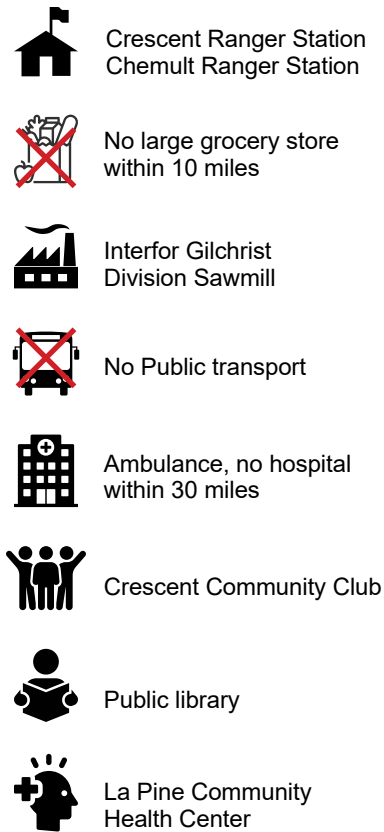 Crescent Ranger Station
Chemult Ranger Station
No large grocery store
within 10 miles
Interfor Gilchrist
Division Sawmill
No Public transport
Ambulance, no hospital
within 30 miles
Crescent Community Club
Public library
La Pine Community
Health Center